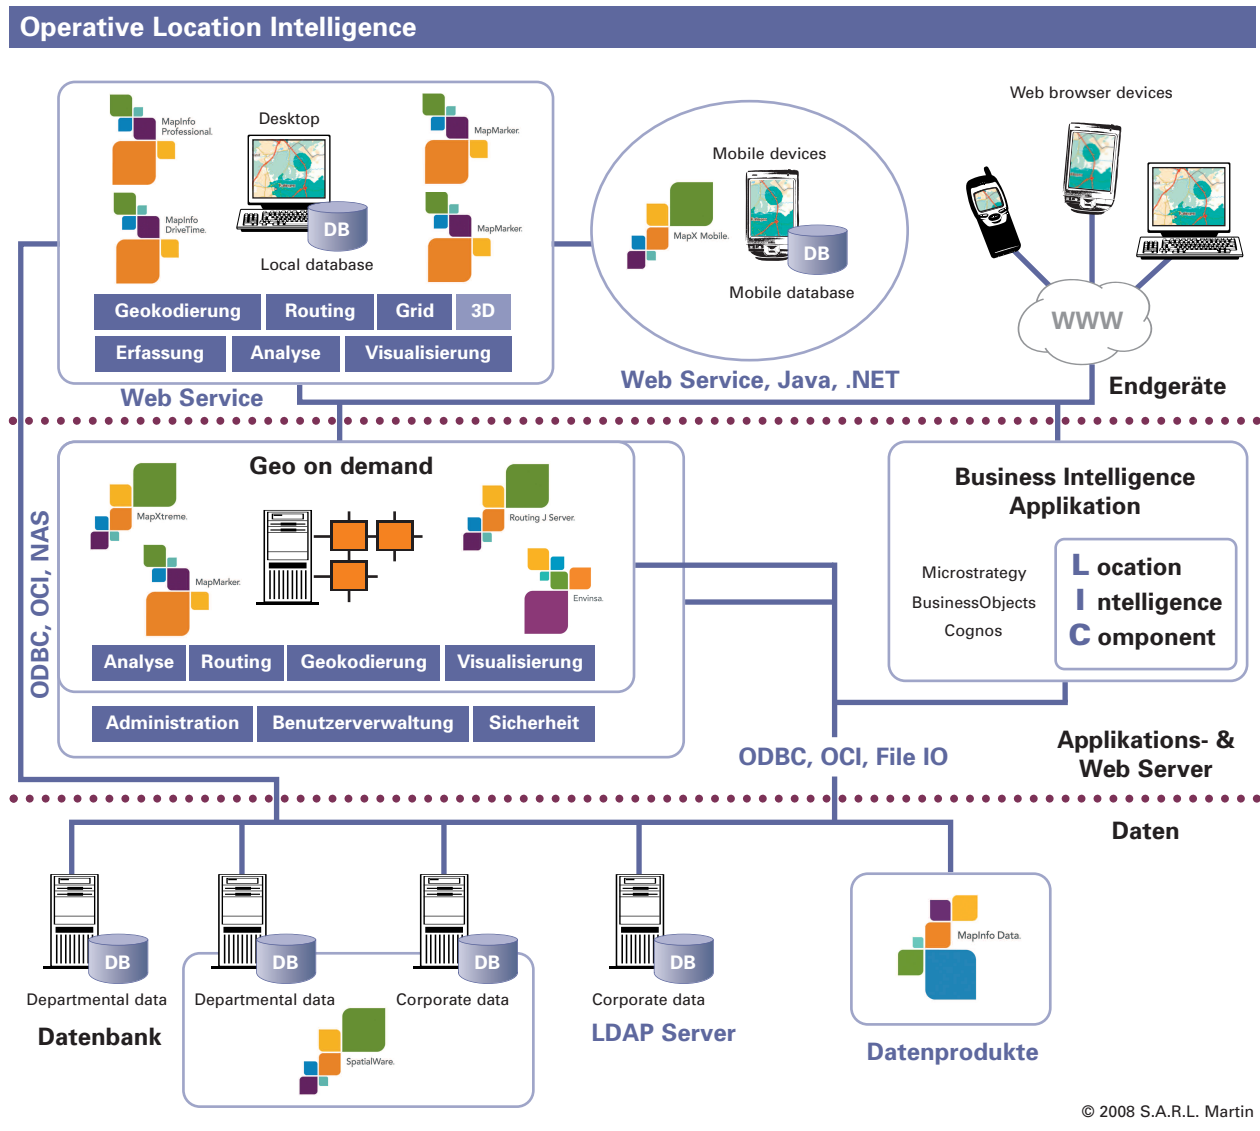 Operative Location Intelligence
MapInfo
Professional.
Desktop
MapMarker.
MapInfo
DriveTime.
DB
MapMarker.
Local database
Geokodierung
Routing
Grid
3D
Erfassung
Analyse
Visualisierung
Web Service
Mobile devices
MapX Mobile.
DB
Mobile database
Web Service, Java, .NET
Web browser devices
WWW
Endgeräte
ODBC, OCI, NAS
Geo on demand
MapXtreme.
Routing J Server.
MapMarker.
Envinsa.
Analyse
Routing
Geokodierung
Visualisierung
Administration
Benutzerverwaltung
Sicherheit
Business Intelligence
Applikation
Microstrategy
BusinessObjects
Cognos
Location
Intelligence
Component
ODBC, OCI, File IO
Applikations- &
Web Server
Daten
DB
DB
DB
DB
Departmental data
Departmental data
Corporate data
Corporate data
Datenbank
SpatialWare.
LDAP Server
MapInfo Data.
Datenprodukte
© 2008 S.A.R.L. Martin